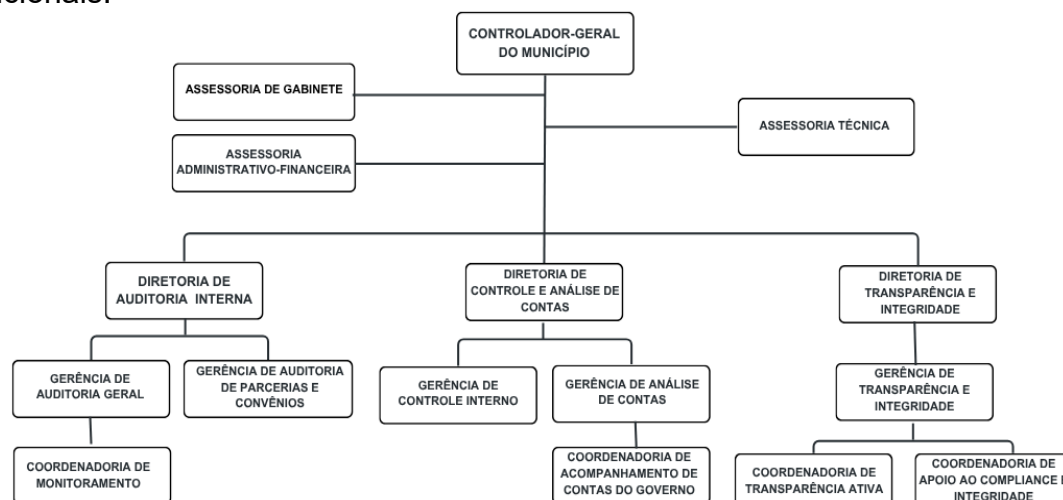 CONTROLADOR-GERAL
DO MUNICÍPIO
ASSESSORIA DE GABINETE
ASSESSORIA TÉCNICA
ASSESSORIA
ADMINISTRATIVO-FINANCEIRA
DIRETORIA DE
AUDITORIA INTERNA
DIRETORIA DE
CONTROLE E ANÁLISE DE
CONTAS
DIRETORIA DE
TRANSPARÊNCIA E
INTEGRIDADE
GERÊNCIA DE
AUDITORIA GERAL
GERÊNCIA DE AUDITORIA
DE PARCERIAS E
CONVÊNIOS
GERÊNCIA DE
CONTROLE INTERNO
GERÊNCIA DE ANÁLISE
DE CONTAS
GERÊNCIA DE
TRANSPARÊNCIA E
INTEGRIDADE
COORDENADORIA DE
MONITORAMENTO
COORDENADORIA DE
ACOMPANHAMENTO DE
CONTAS DO GOVERNO
COORDENADORIA DE
TRANSPARÊNCIA ATIVA
COORDENADORIA DE
APOIO AO COMPLIANCE E
INTEGRIDADE